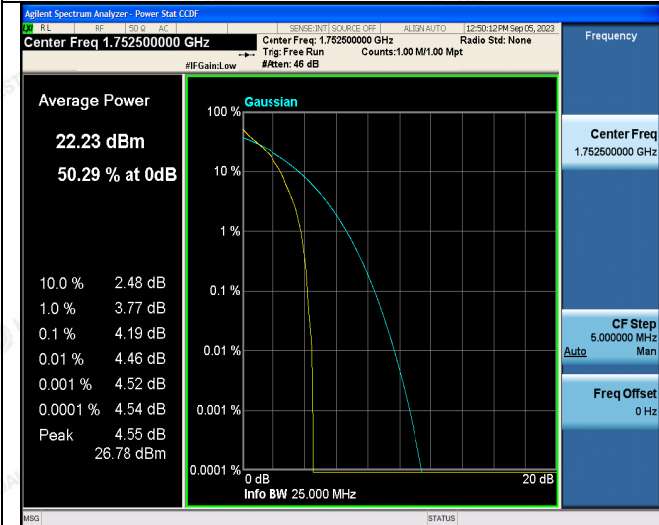 Agilent Spectrum Analyzer - Power Stat CCDF
RL RF 50 Ω AC SENSE:INT SOURCE OFF ALIGN AUTO 12:50:12 PM Sep 05, 2023
Center Freq 1.752500000 GHz
Center Freq: 1.752500000 GHz Radio Std: None
Trig: Free Run Counts:1.00 M/1.00 Mpt
#IFGain:Low #Atten: 46 dB
Frequency
Average Power
22.23 dBm
50.29 % at 0dB
10.0 % 2.48 dB
1.0 % 3.77 dB
0.1 % 4.19 dB
0.01 % 4.46 dB
0.001 % 4.52 dB
0.0001 % 4.54 dB
Peak 4.55 dB
26.78 dBm
Gaussian
100 %
10 %
1 %
0.1 %
0.01 %
0.001 %
0.0001 %
0 dB 20 dB
Info BW 25.000 MHz
Center Freq
1.752500000 GHz
CF Step
5.000000 MHz
Auto Man
Freq Offset
0 Hz
MSG STATUS